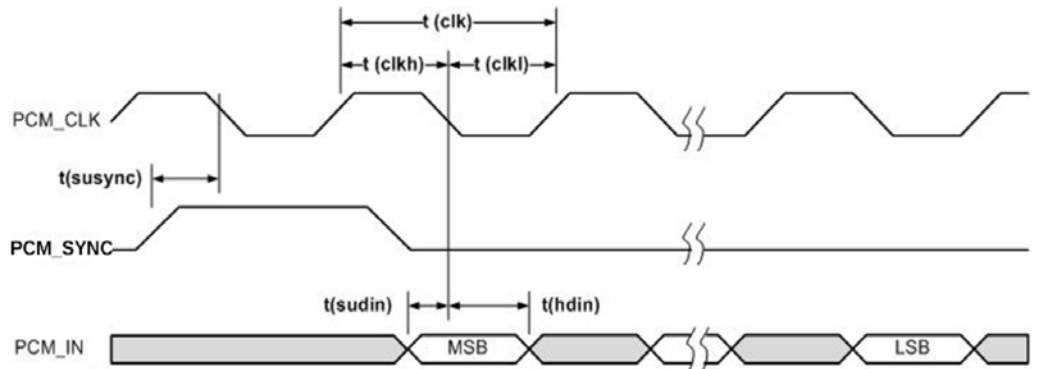 t (clk)
t (clkh) t (clkl)
PCM_CLK
t(susync)
PCM_SYNC
t(sudin) t(hdin)
PCM_IN MSB LSB